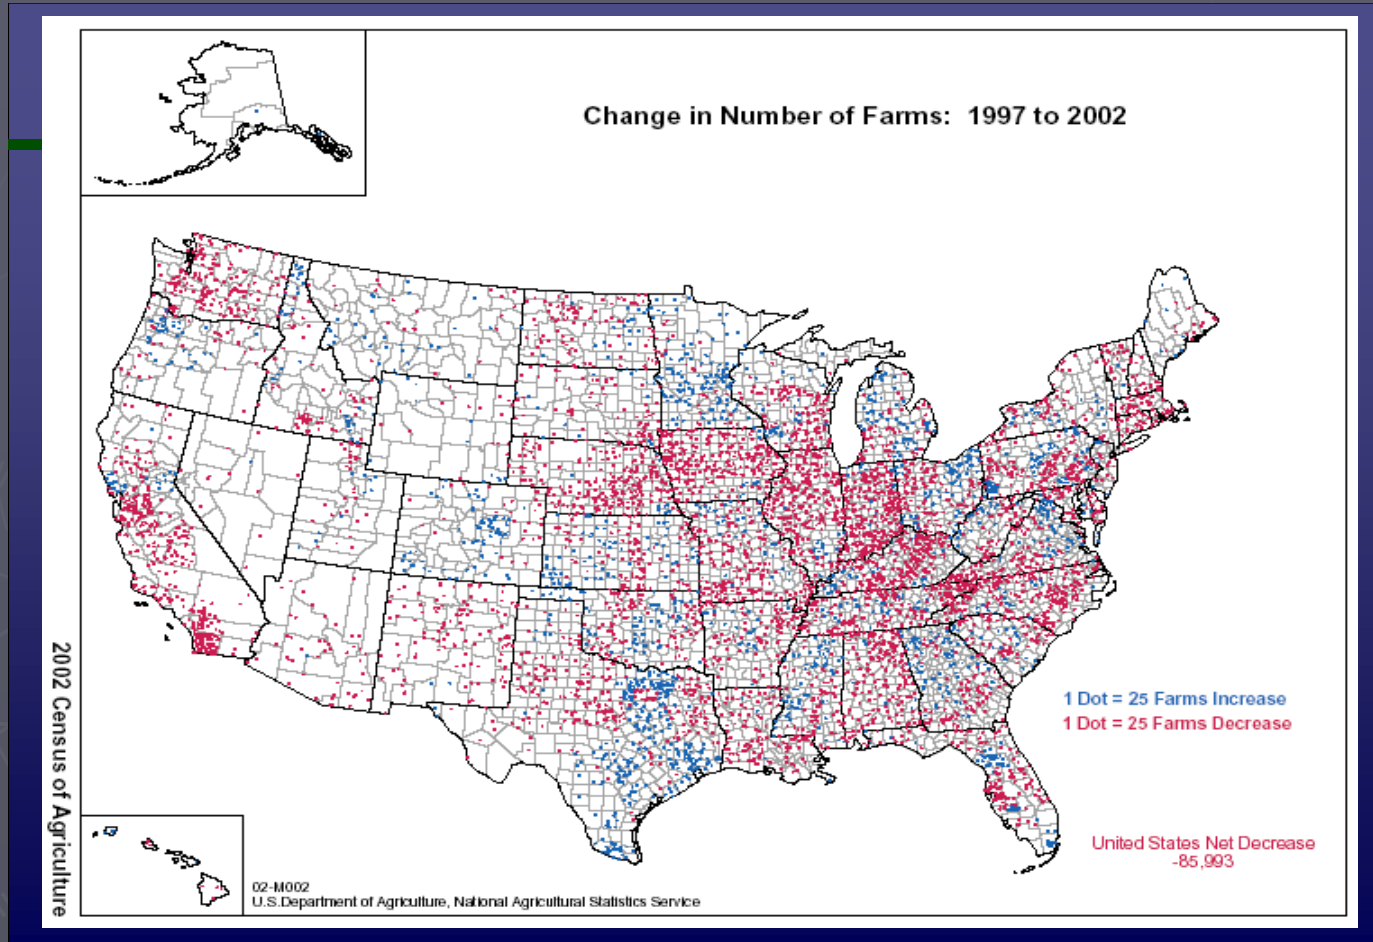 Change in Number of Farms: 1997 to 2002
1 Dot = 25 Farms Increase
1 Dot = 25 Farms Decrease
United States Net Decrease
-85,993
02-M002
U.S.Department of Agriculture, National Agricultural Statistics Service
2002 Census of Agriculture